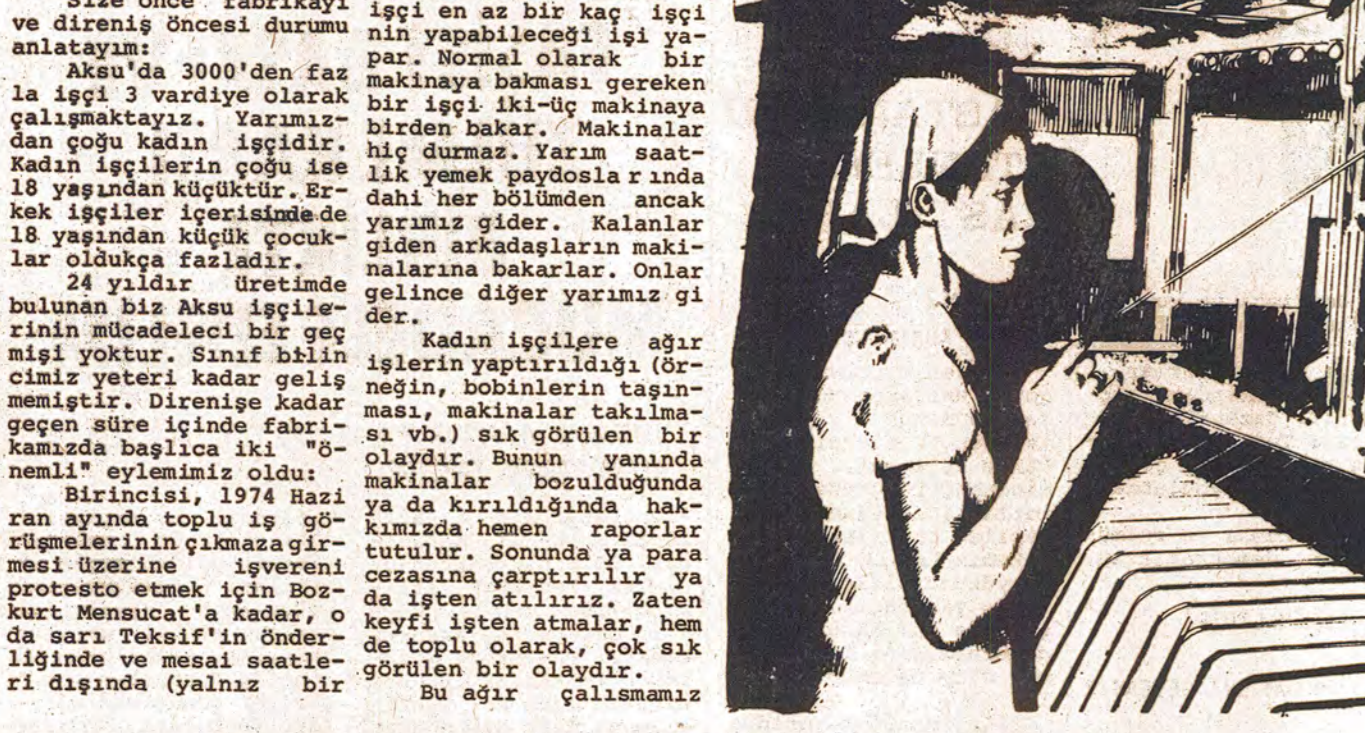 Size önce fabrikayı
ve direniş öncesi durumu
anlatayım:
Aksu'da 3000'den faz
la işçi 3 vardiye olarak
çalışmaktayız. Yarımız-
dan çoğu kadın işçidir.
Kadın işçilerin çoğu ise
18 yaşından küçüktür. Er-
kek işçiler içerisinde de
18 yaşından küçük çocuk-
lar oldukça fazladır.
24 yıldır üretimde
bulunan biz Aksu işçile-
rinin mücadeleci bir geç
mişi yoktur. Sınıf bilin
cimiz yeteri kadar geliş
memiştir. Direnişe kadar
geçen süre içinde fabri-
kamızda başlıca iki "ö-
nemli" eylemimiz oldu:
Birincisi, 1974 Hazi
ran ayında toplu iş gö-
rüşmelerinin çıkmaza gir-
mesi üzerine işvereni
protesto etmek için Boz-
kurt Mensucat'a kadar, o
da sarı Teksif'in önder-
liğinde ve mesai saatle-
ri dışında (yalnız bir
işçi en az bir kaç işçi
nin yapabileceği işi ya-
par. Normal olarak bir
makinaya bakması gereken
bir işçi iki-üç makinaya
birden bakar. Makinalar
hiç durmaz. Yarım saat-
lik yemek paydoslarında
dahi her bölümden ancak
yarımız gider. Kalanlar
giden arkadaşların maki-
nalarına bakarlar. Onlar
gelince diğer yarımız gi
der.
Kadın işçilere ağır
işlerin yaptırıldığı (ör-
neğin, bobinlerin taşın-
ması, makinalar takılma-
sı vb.) sık görülen bir
olaydır. Bunun yanında
makinalar bozulduğunda
ya da kırıldığında hak-
kımızda hemen raporlar
tutulur. Sonunda ya para
cezasına çarptırılır ya
da işten atılırız. Zaten
keyfi işten atmalar, hem
de toplu olarak, çok sık
görülen bir olaydır.
Bu ağır çalısmamız